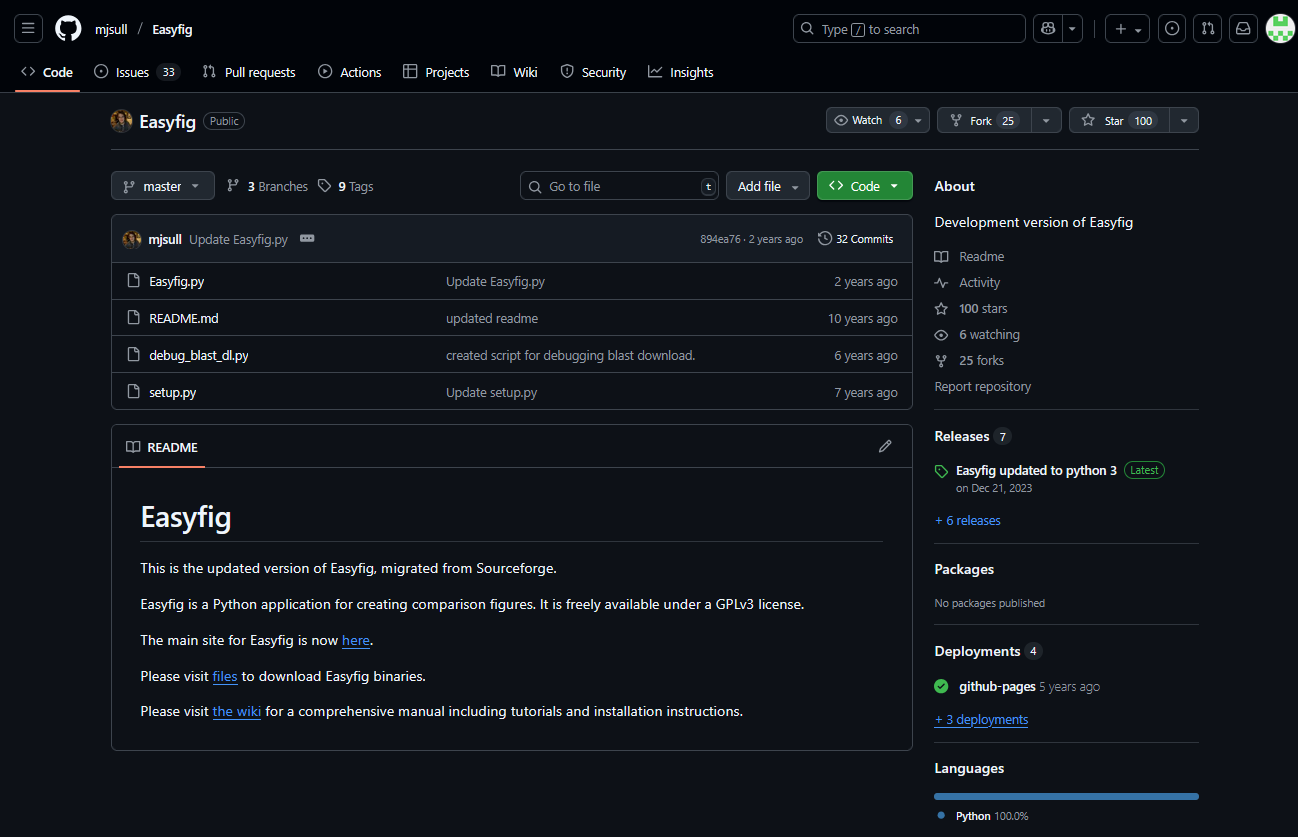 mjsull / Easyfig
Type / to search
Code
Issues 33
Pull requests
Actions
Projects
Wiki
Security
Insights
Easyfig Public
Watch 6
Fork 25
Star 100
master
3 Branches
9 Tags
Go to file t
Add file
Code
mjsull Update Easyfig.py
894ea76 · 2 years ago
32 Commits
Easyfig.py Update Easyfig.py 2 years ago
README.md updated readme 10 years ago
debug_blast_dl.py created script for debugging blast download. 6 years ago
setup.py Update setup.py 7 years ago
README
Easyfig
This is the updated version of Easyfig, migrated from Sourceforge.
Easyfig is a Python application for creating comparison figures. It is freely available under a GPLv3 license.
The main site for Easyfig is now here.
Please visit files to download Easyfig binaries.
Please visit the wiki for a comprehensive manual including tutorials and installation instructions.
About
Development version of Easyfig
Readme
Activity
100 stars
6 watching
25 forks
Report repository
Releases 7
Easyfig updated to python 3 Latest
on Dec 21, 2023
+ 6 releases
Packages
No packages published
Deployments 4
github-pages 5 years ago
+ 3 deployments
Languages
Python 100.0%